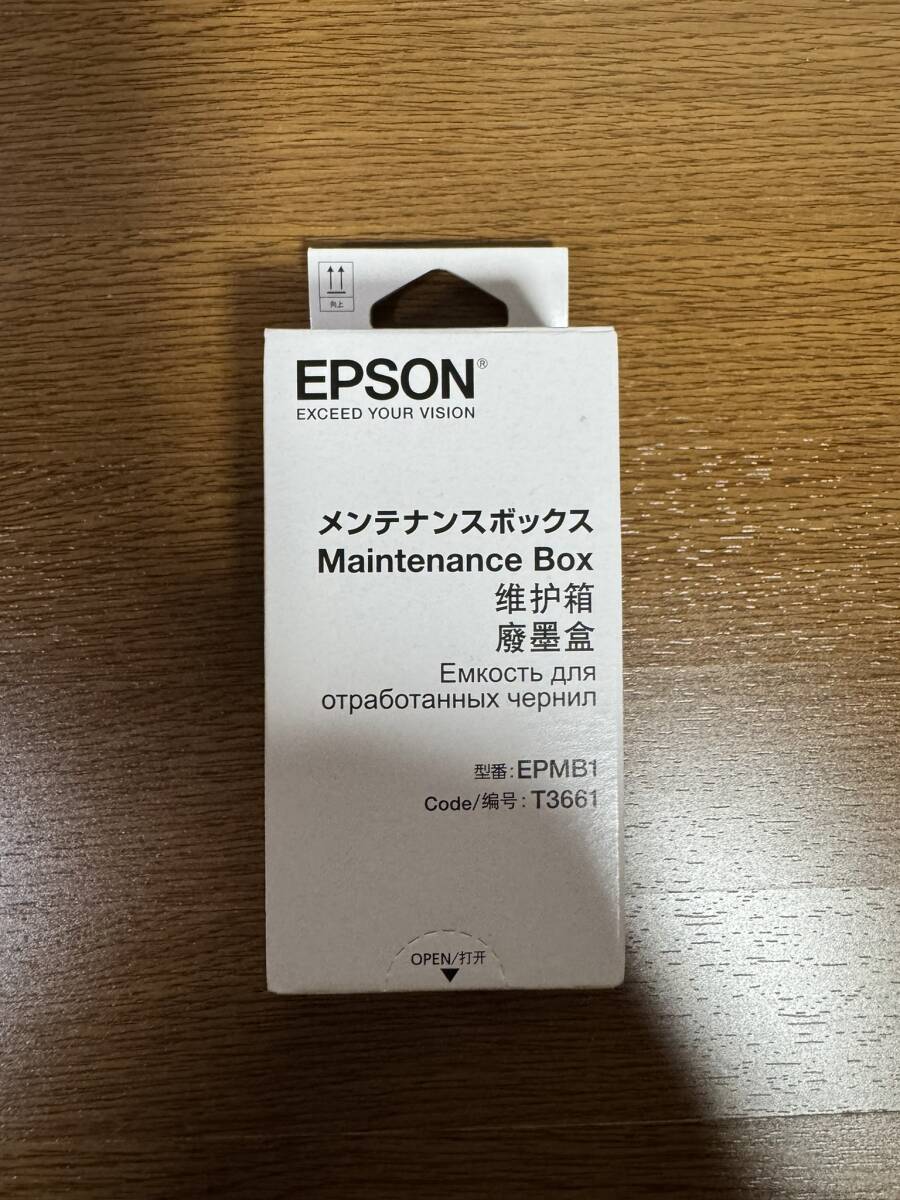 向上
EPSON®
EXCEED YOUR VISION
メンテナンスボックス
Maintenance Box
维护箱
廢墨盒
Емкость для
отработанных чернил
型番: EPMB1
Code/编号: T3661
OPEN/打开